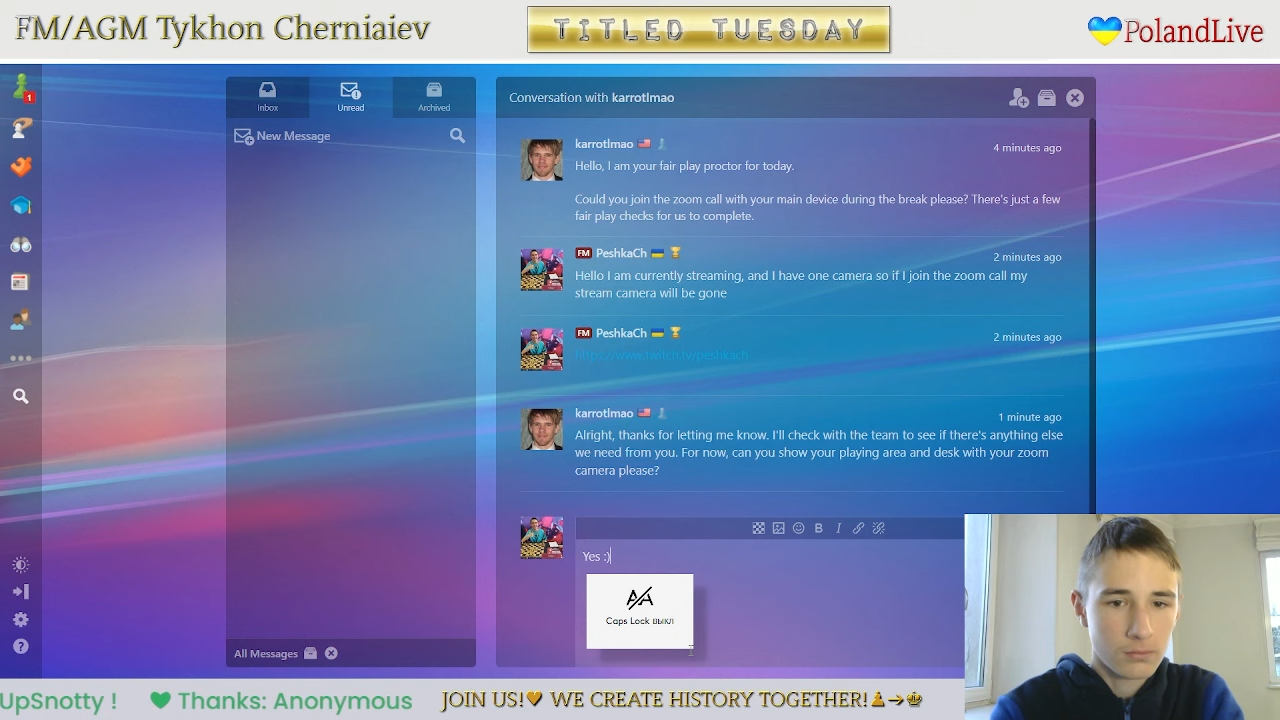 FM/AGM Tykhon Cherniaiev
TITLED TUESDAY
PolandLive
1
Inbox
Unread
Archived
New Message
All Messages
Conversation with karrotlmao
karrotlmao
4 minutes ago
Hello, I am your fair play proctor for today.
Could you join the zoom call with your main device during the break please? There's just a few
fair play checks for us to complete.
FM PeshkaCh
2 minutes ago
Hello I am currently streaming, and I have one camera so if I join the zoom call my
stream camera will be gone
FM PeshkaCh
2 minutes ago
https://www.twitch.tv/peshkach
karrotlmao
1 minute ago
Alright, thanks for letting me know. I'll check with the team to see if there's anything else
we need from you. For now, can you show your playing area and desk with your zoom
camera please?
B I
Yes :)
Caps Lock выкл
UpSnotty ! Thanks: Anonymous JOIN US! WE CREATE HISTORY TOGETHER!